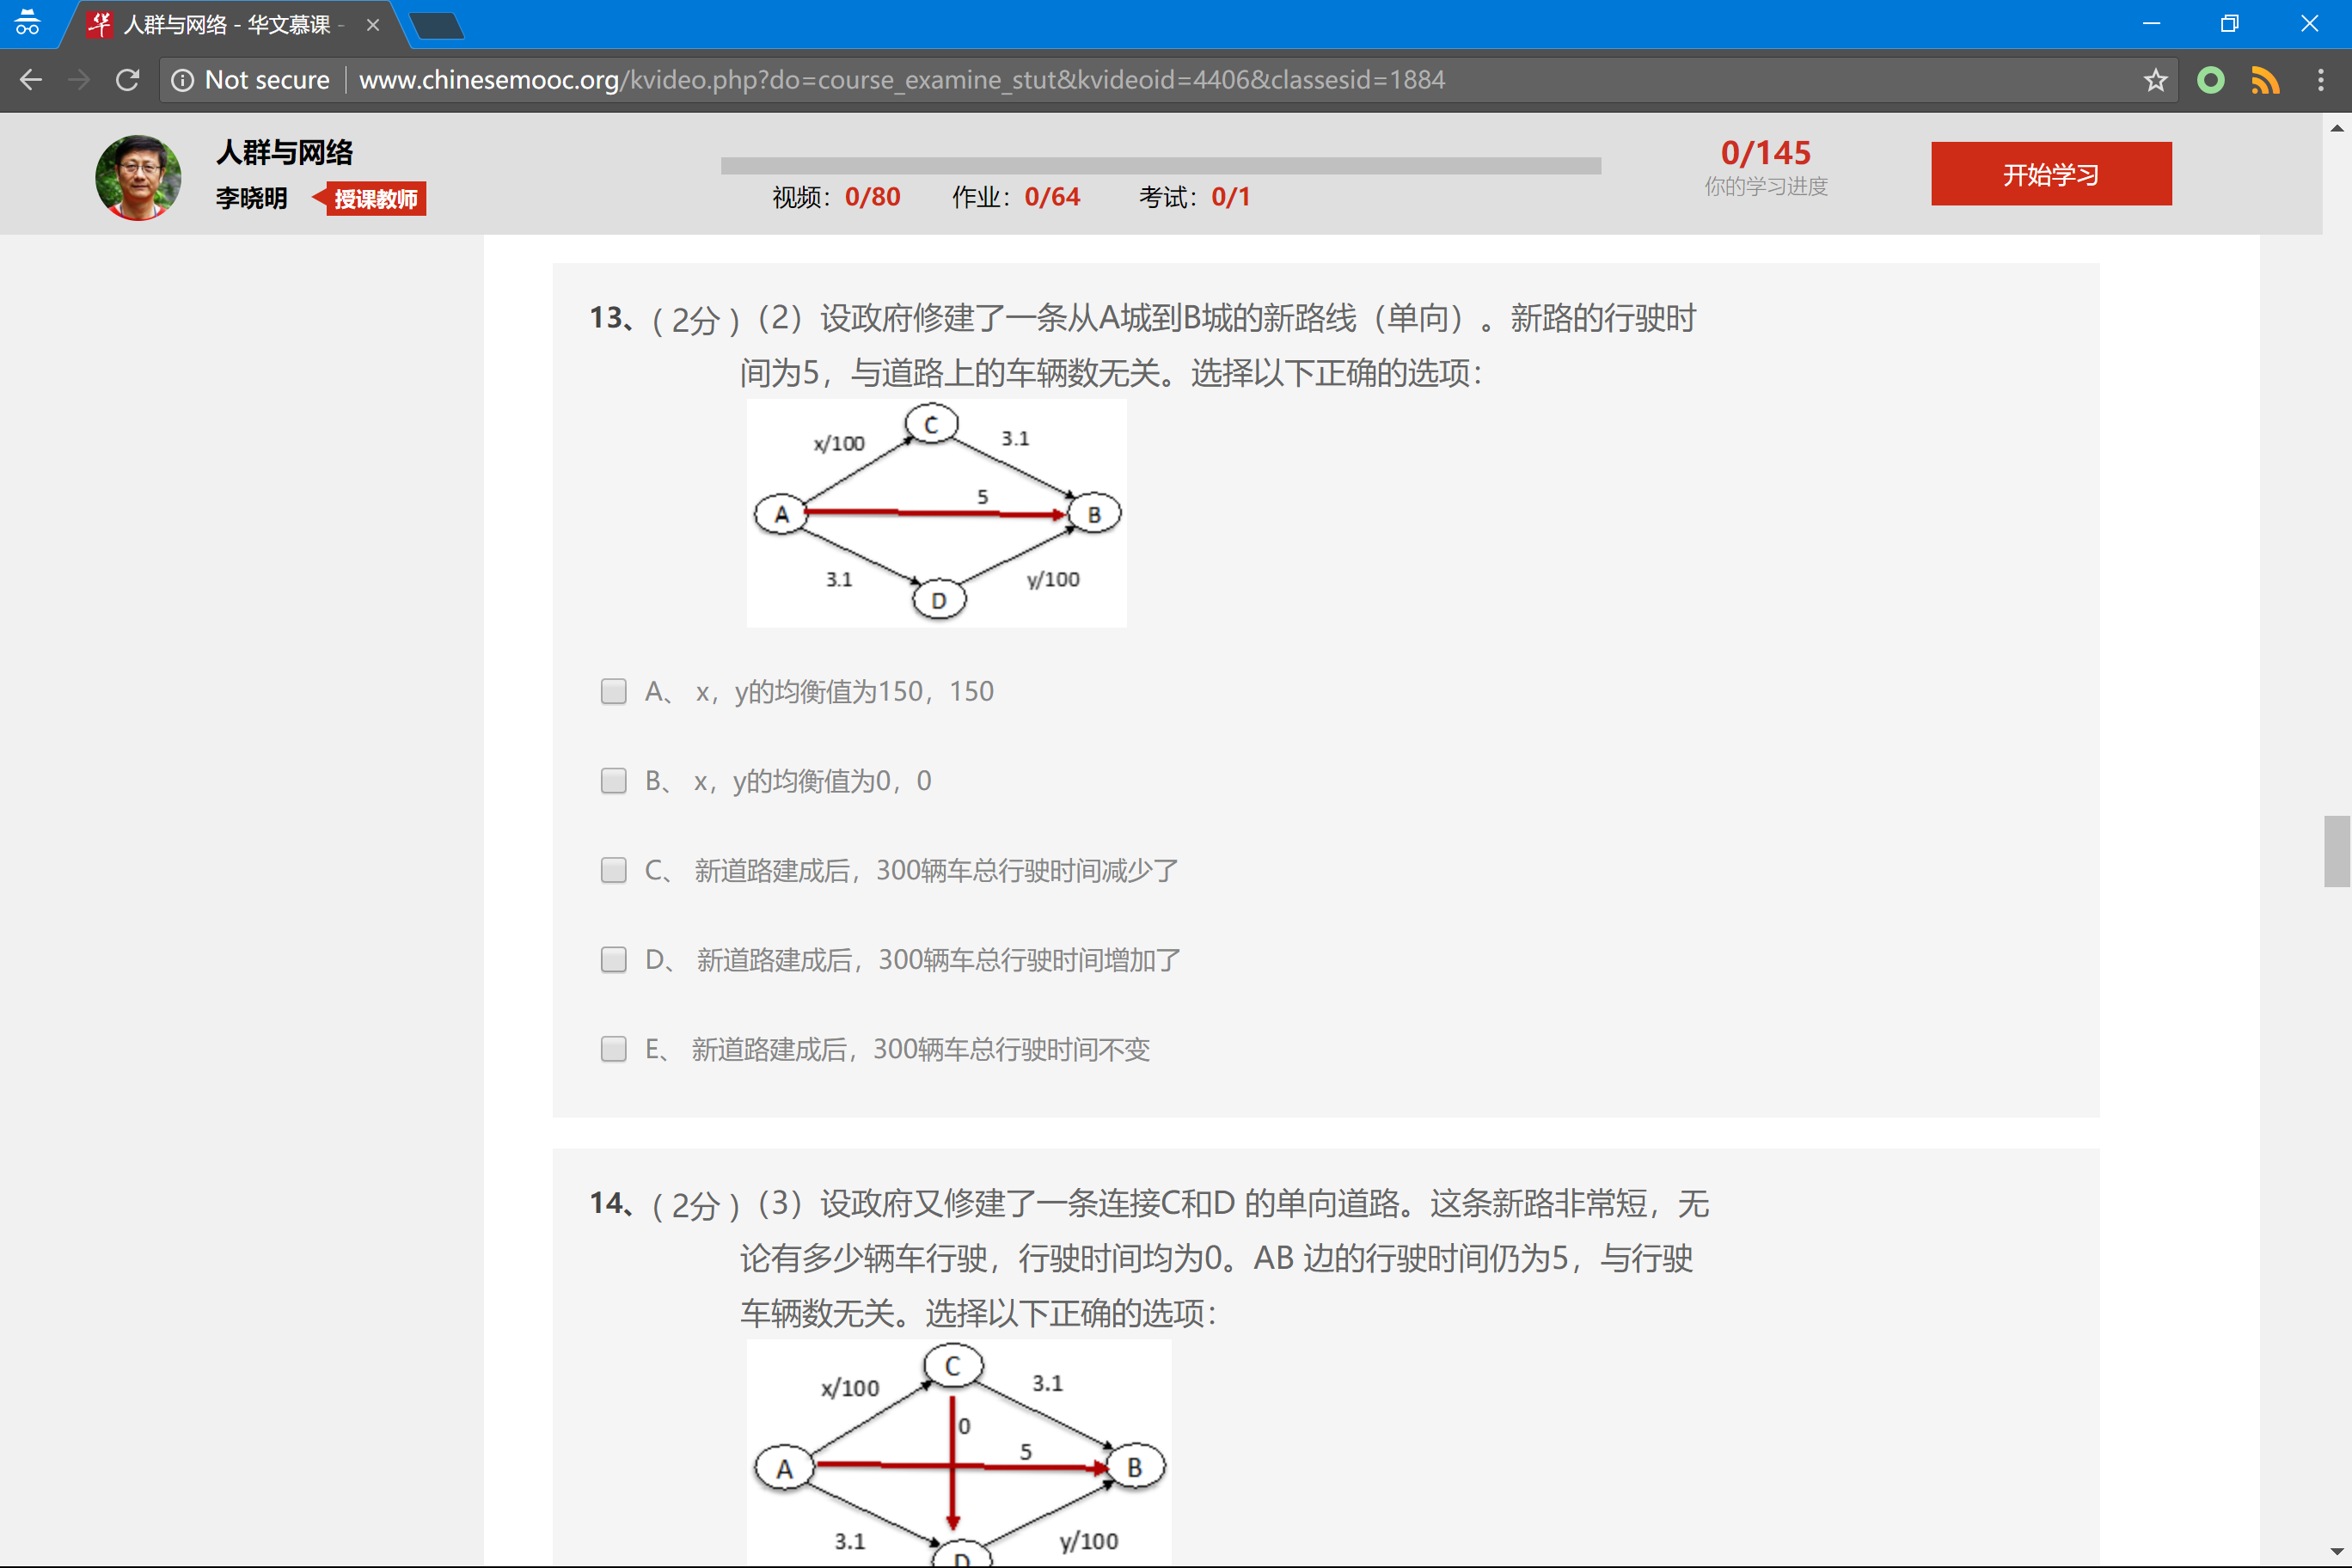 人群与网络 - 华文慕课 -
Not secure www.chinesemooc.org/kvideo.php?do=course_examine_stut&kvideoid=4406&classesid=1884
人群与网络
李晓明 授课教师
视频：0/80 作业：0/64 考试：0/1
0/145
你的学习进度
开始学习
13、( 2分 )（2）设政府修建了一条从A城到B城的新路线（单向）。新路的行驶时
间为5，与道路上的车辆数无关。选择以下正确的选项：
C
x/100 3.1
5
A B
3.1 y/100
D
A、 x，y的均衡值为150，150
B、 x，y的均衡值为0，0
C、 新道路建成后，300辆车总行驶时间减少了
D、 新道路建成后，300辆车总行驶时间增加了
E、 新道路建成后，300辆车总行驶时间不变
14、( 2分 )（3）设政府又修建了一条连接C和D 的单向道路。这条新路非常短，无
论有多少辆车行驶，行驶时间均为0。AB 边的行驶时间仍为5，与行驶
车辆数无关。选择以下正确的选项：
C
x/100 3.1
0
5
A B
3.1 y/100
D